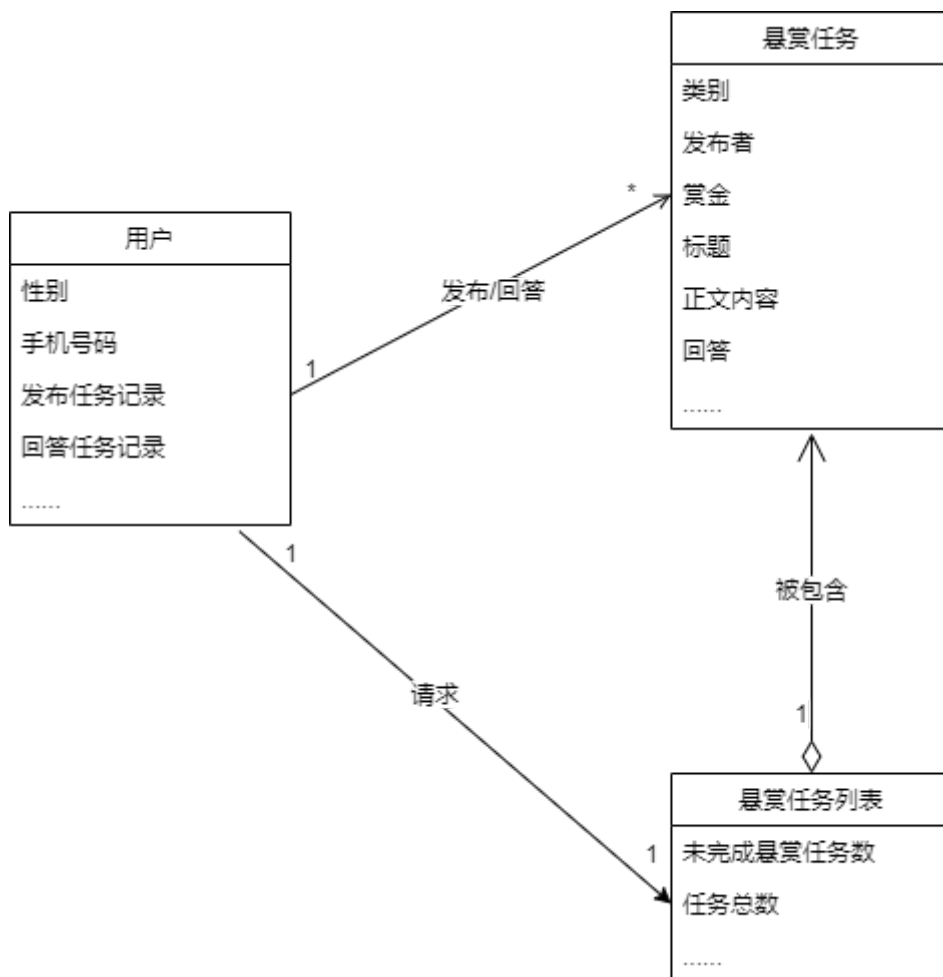 悬赏任务
类别
发布者
赏金
标题
正文内容
回答
……
*
发布/回答
1
用户
性别
手机号码
发布任务记录
回答任务记录
……
1
请求
1
被包含
1
悬赏任务列表
未完成悬赏任务数
任务总数
……